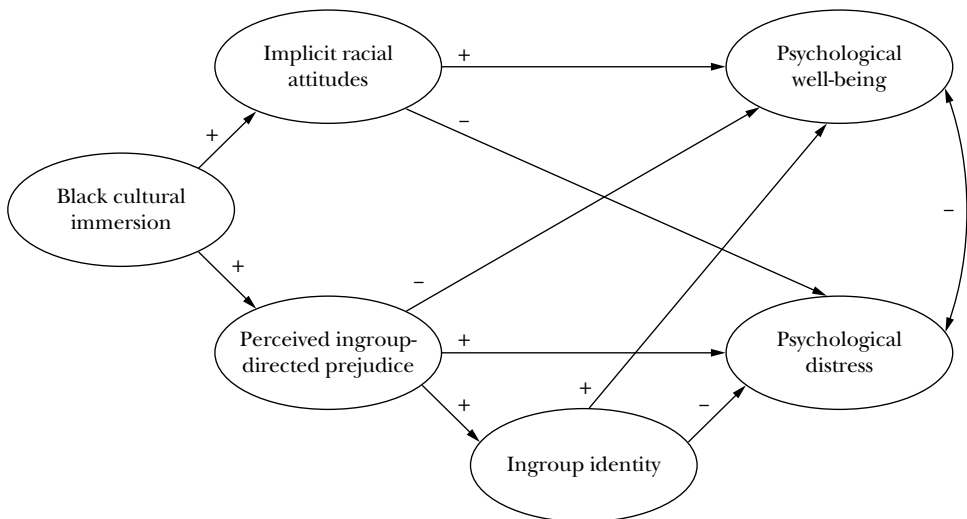 Implicit racial
attitudes
+
Psychological
well-being
–
+
Black cultural
immersion
–
+
–
Perceived ingroup-
directed prejudice
+
Psychological
distress
+
+
–
Ingroup identity